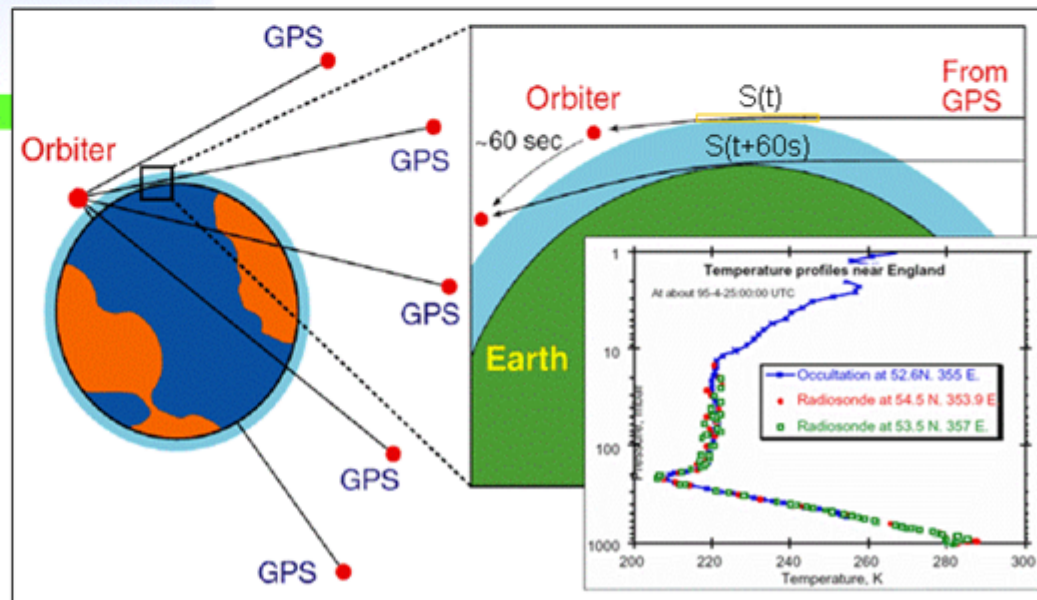 GPS
GPS
Orbiter
GPS
GPS
GPS
From
GPS
S(t)
Orbiter
~60 sec
S(t+60s)
Earth
Temperature profiles near England
At about 95-4-25:00:00 UTC
Occultation at 52.6N. 355 E.
Radiosonde at 54.5 N. 353.9 E
Radiosonde at 53.5 N. 357 E.
Pressure, mbar
1
10
100
1000
200
220
240
260
280
300
Temperature, K